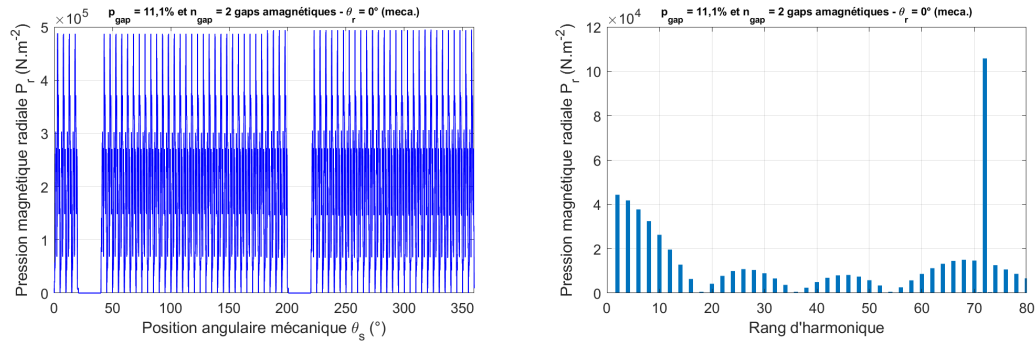 p_gap = 11,1% et n_gap = 2 gaps amagnétiques - θ_r = 0° (meca.)
×10^5
Pression magnétique radiale P_r (N.m^-2)
5
4
3
2
1
0
0 50 100 150 200 250 300 350
Position angulaire mécanique θ_s (°)
p_gap = 11,1% et n_gap = 2 gaps amagnétiques - θ_r = 0° (meca.)
×10^4
Pression magnétique radiale P_r (N.m^-2)
12
10
8
6
4
2
0
0 10 20 30 40 50 60 70 80
Rang d'harmonique